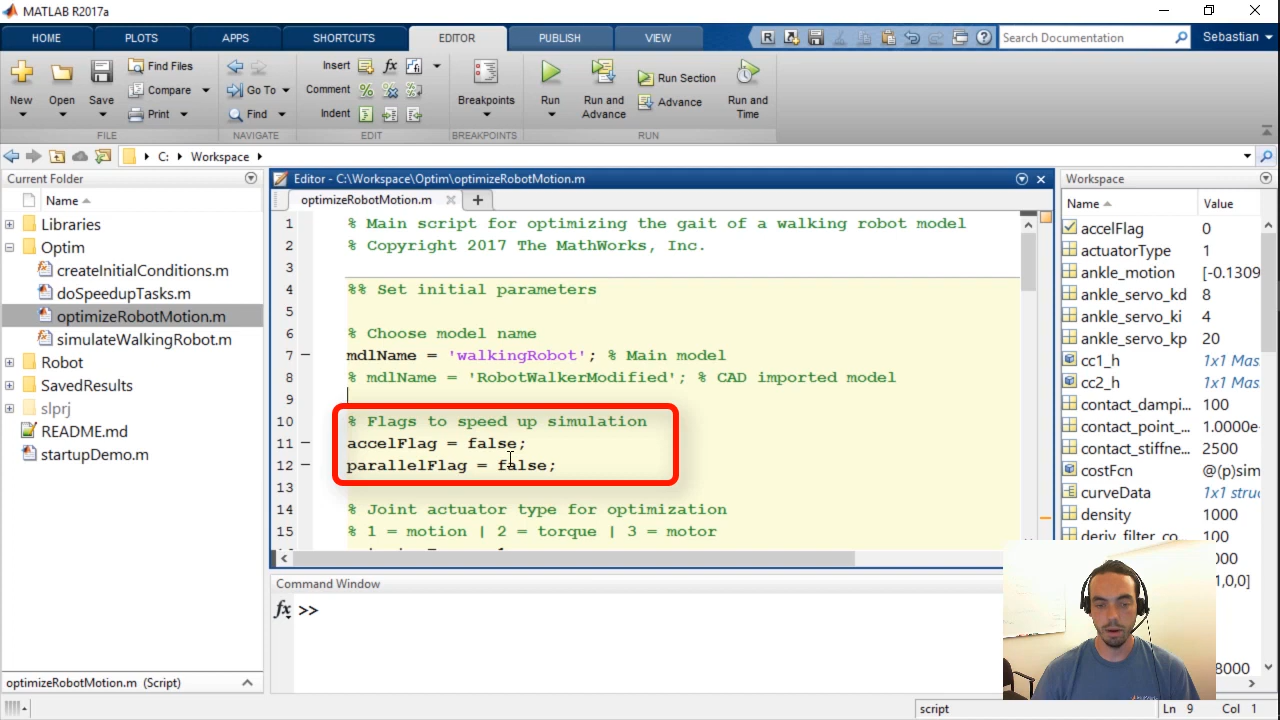 MATLAB R2017a
HOME PLOTS APPS SHORTCUTS EDITOR PUBLISH VIEW Search Documentation Sebastian
New Open Save Find Files Compare Print Go To Find Insert fx Comment Indent Breakpoints Run Run and Advance Run Section Advance Run and Time
FILE NAVIGATE EDIT BREAKPOINTS RUN
C: Workspace
Current Folder
Name
Libraries
Optim
createInitialConditions.m
doSpeedupTasks.m
optimizeRobotMotion.m
simulateWalkingRobot.m
Robot
SavedResults
slprj
README.md
startupDemo.m
optimizeRobotMotion.m (Script)
Editor - C:\Workspace\Optim\optimizeRobotMotion.m
optimizeRobotMotion.m
1 % Main script for optimizing the gait of a walking robot model
2 % Copyright 2017 The MathWorks, Inc.
3
4 %% Set initial parameters
5
6 % Choose model name
7 – mdlName = 'walkingRobot'; % Main model
8 % mdlName = 'RobotWalkerModified'; % CAD imported model
9
10 % Flags to speed up simulation
11 – accelFlag = false;
12 – parallelFlag = false;
13
14 % Joint actuator type for optimization
15 % 1 = motion | 2 = torque | 3 = motor
Command Window
fx >>
Workspace
Name Value
accelFlag 0
actuatorType 1
ankle_motion [-0.1309
ankle_servo_kd 8
ankle_servo_ki 4
ankle_servo_kp 20
cc1_h 1x1 Mas
cc2_h 1x1 Mas
contact_dampi... 100
contact_point_... 1.0000e-
contact_stiffne... 2500
costFcn @(p)sim
curveData 1x1 stru
density 1000
deriv_filter_co 100
000
1,0,0]
8000
script Ln 9 Col 1